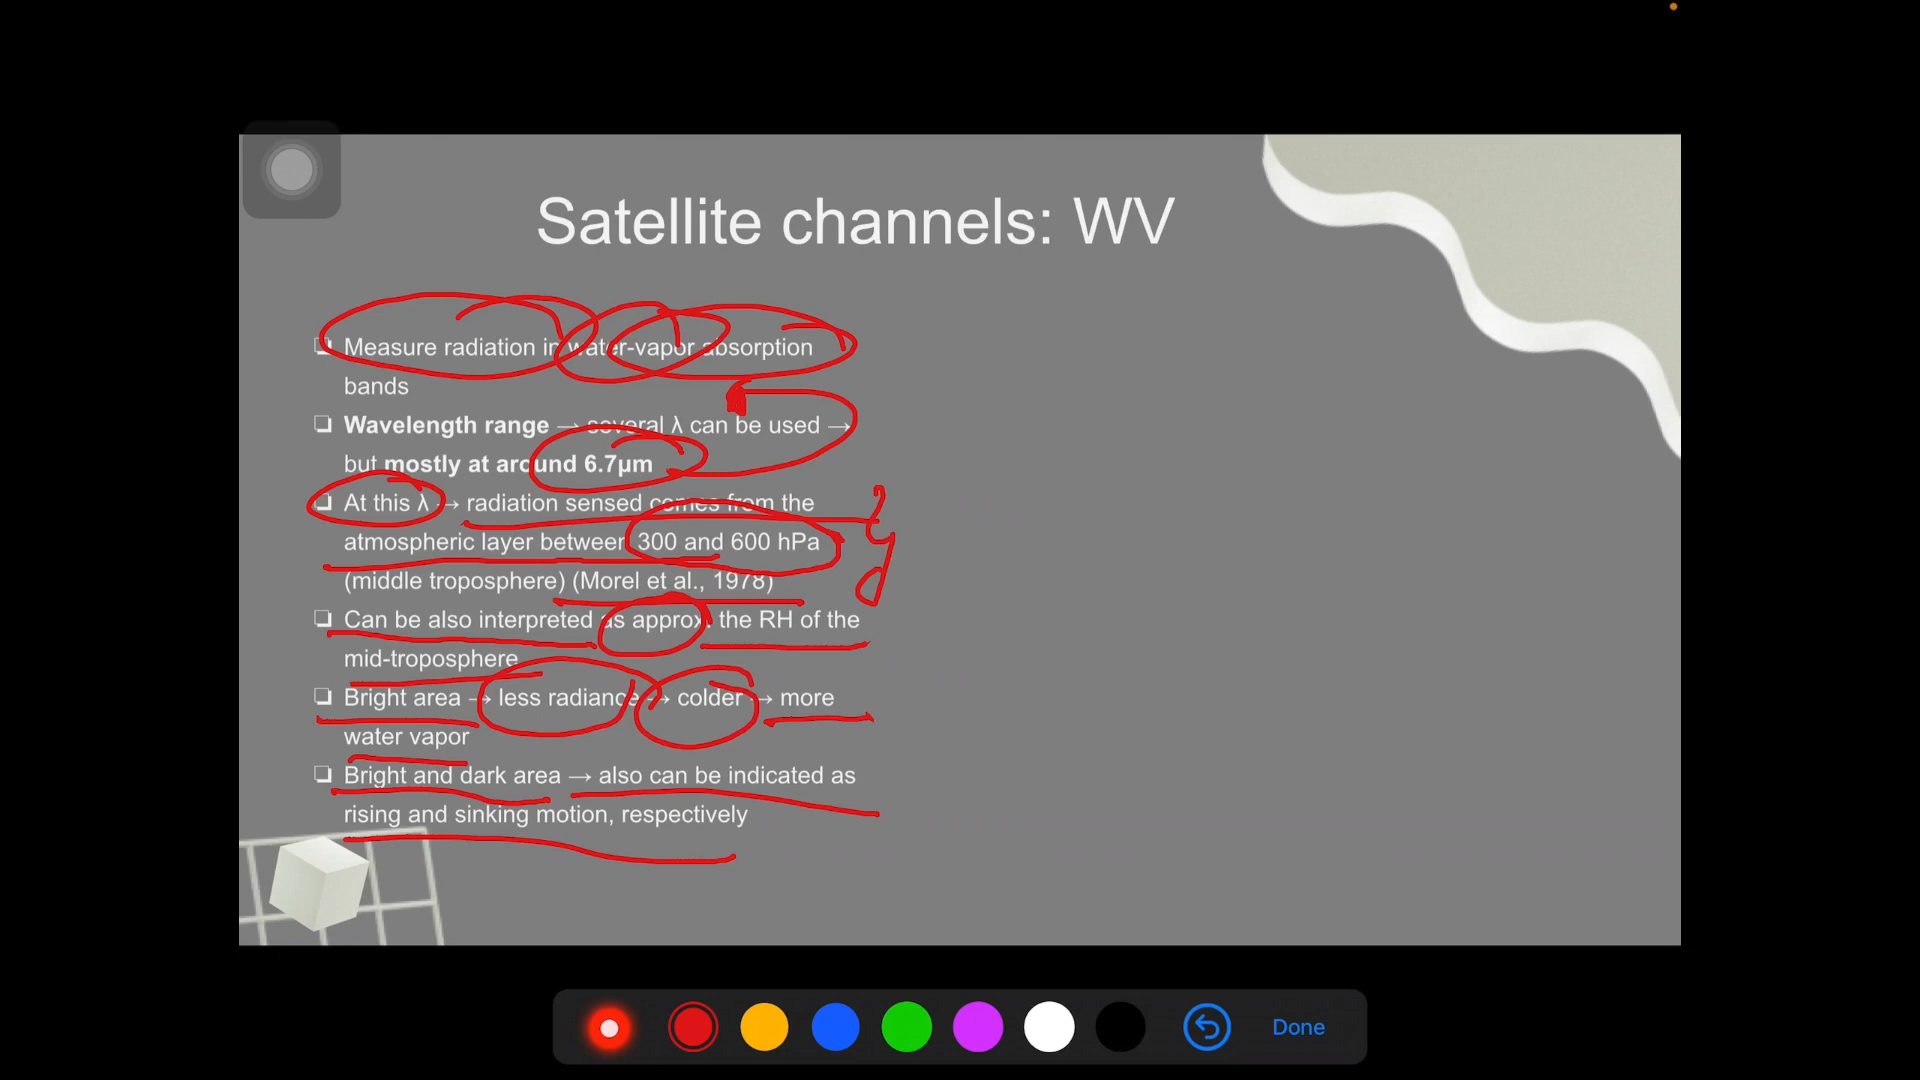 Satellite channels: WV
Measure radiation in water-vapor absorption
bands
Wavelength range → several λ can be used →
but mostly at around 6.7μm
At this λ → radiation sensed comes from the
atmospheric layer between 300 and 600 hPa
(middle troposphere) (Morel et al., 1978)
Can be also interpreted as approx. the RH of the
mid-troposphere
Bright area → less radiance → colder → more
water vapor
Bright and dark area → also can be indicated as
rising and sinking motion, respectively
Done